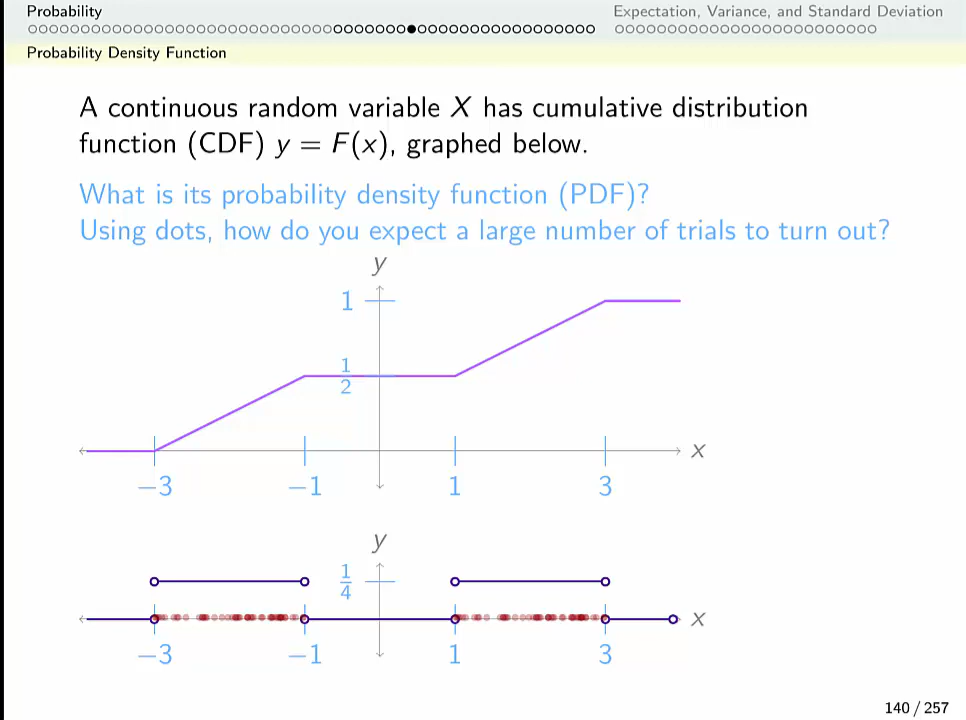 Probability
Expectation, Variance, and Standard Deviation
Probability Density Function
A continuous random variable X has cumulative distribution
function (CDF) y = F(x), graphed below.
What is its probability density function (PDF)?
Using dots, how do you expect a large number of trials to turn out?
y
1
1/2
x
−3 −1 1 3
y
1/4
x
−3 −1 1 3
140 / 257